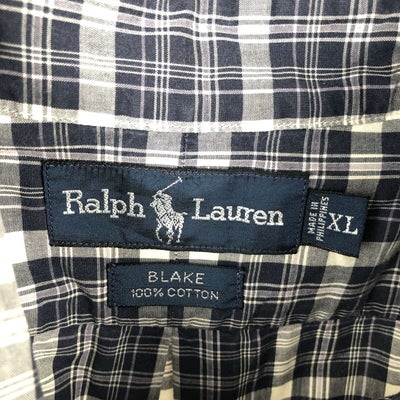 Ralph Lauren
MADE IN
PHILIPPINES
XL
BLAKE
100% COTTON